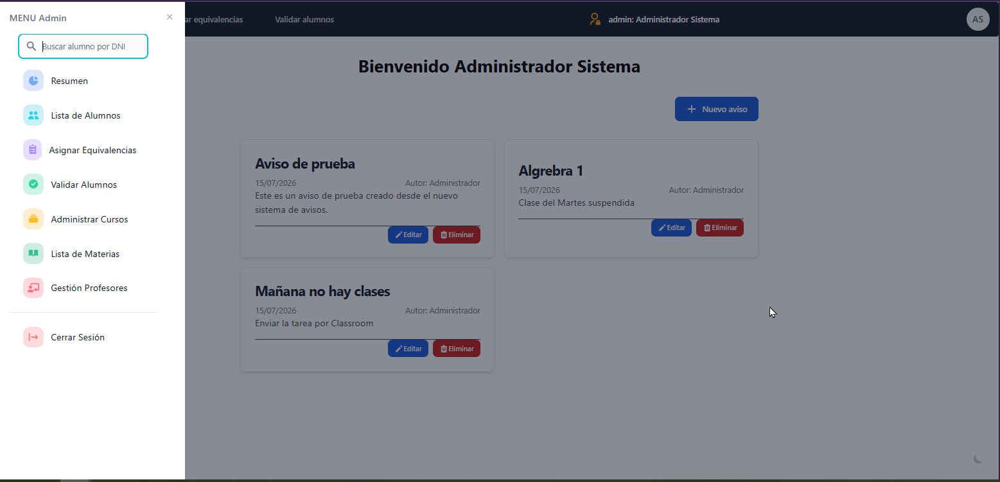 MENU Admin
Buscar alumno por DNI
Resumen
Lista de Alumnos
Asignar Equivalencias
Validar Alumnos
Administrar Cursos
Lista de Materias
Gestión Profesores
Cerrar Sesión
ar equivalencias
Validar alumnos
admin: Administrador Sistema
AS
Bienvenido Administrador Sistema
Nuevo aviso
Aviso de prueba
15/07/2026 Autor: Administrador
Este es un aviso de prueba creado desde el nuevo
sistema de avisos.
Editar Eliminar
Algrebra 1
15/07/2026 Autor: Administrador
Clase del Martes suspendida
Editar Eliminar
Mañana no hay clases
15/07/2026 Autor: Administrador
Enviar la tarea por Classroom
Editar Eliminar